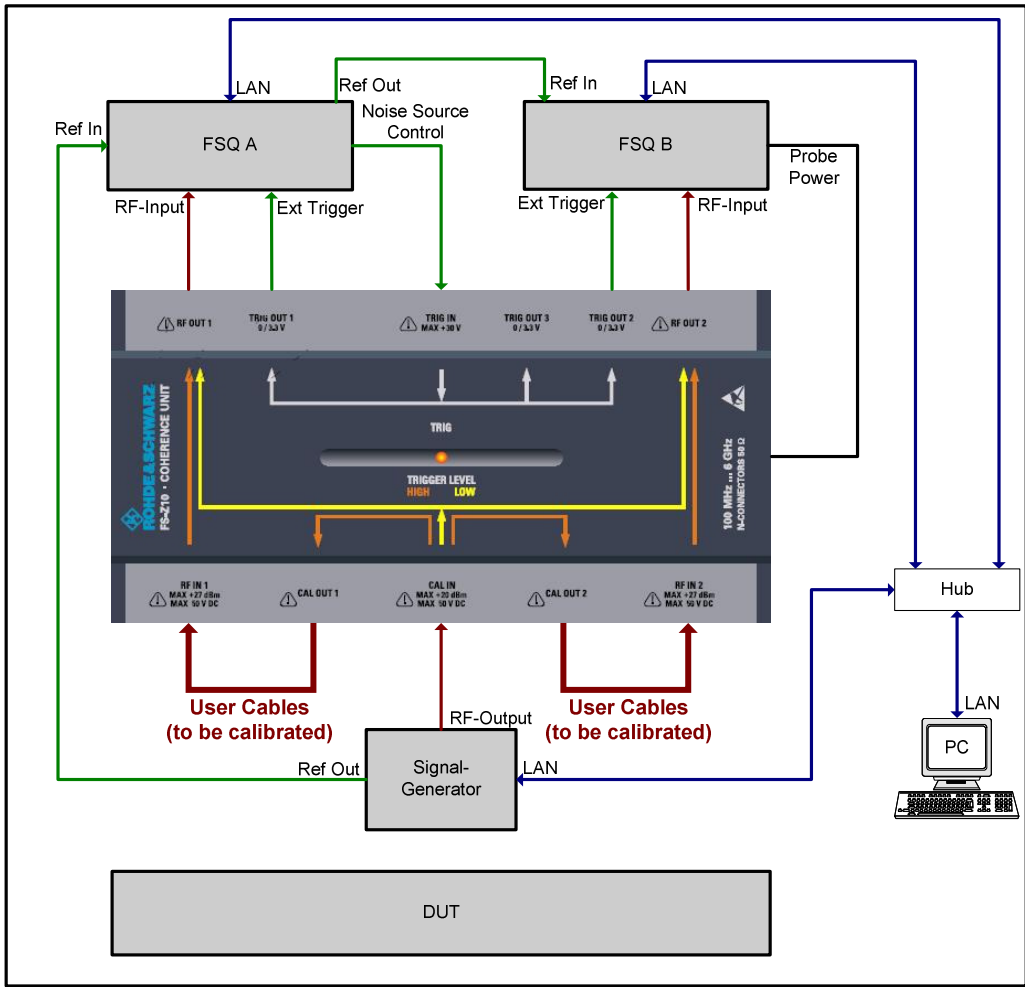 LAN
Ref Out
Ref In
LAN
Ref In
FSQ A
Noise Source
Control
FSQ B
Probe
Power
RF-Input
Ext Trigger
Ext Trigger
RF-Input
RF OUT 1
TRIG OUT 1
0 / 3.3 V
TRIG IN
MAX +30 V
TRIG OUT 3
0 / 3.3 V
TRIG OUT 2
0 / 3.3 V
RF OUT 2
ROHDE&SCHWARZ
FS-Z10 · COHERENCE UNIT
TRIG
TRIGGER LEVEL
HIGH LOW
100 MHz ... 6 GHz
N-CONNECTORS 50 Ω
RF IN 1
MAX +27 dBm
MAX 50 V DC
CAL OUT 1
CAL IN
MAX +20 dBm
MAX 50 V DC
CAL OUT 2
RF IN 2
MAX +27 dBm
MAX 50 V DC
Hub
User Cables
(to be calibrated)
RF-Output
User Cables
(to be calibrated)
LAN
PC
Ref Out
Signal-
Generator
LAN
DUT